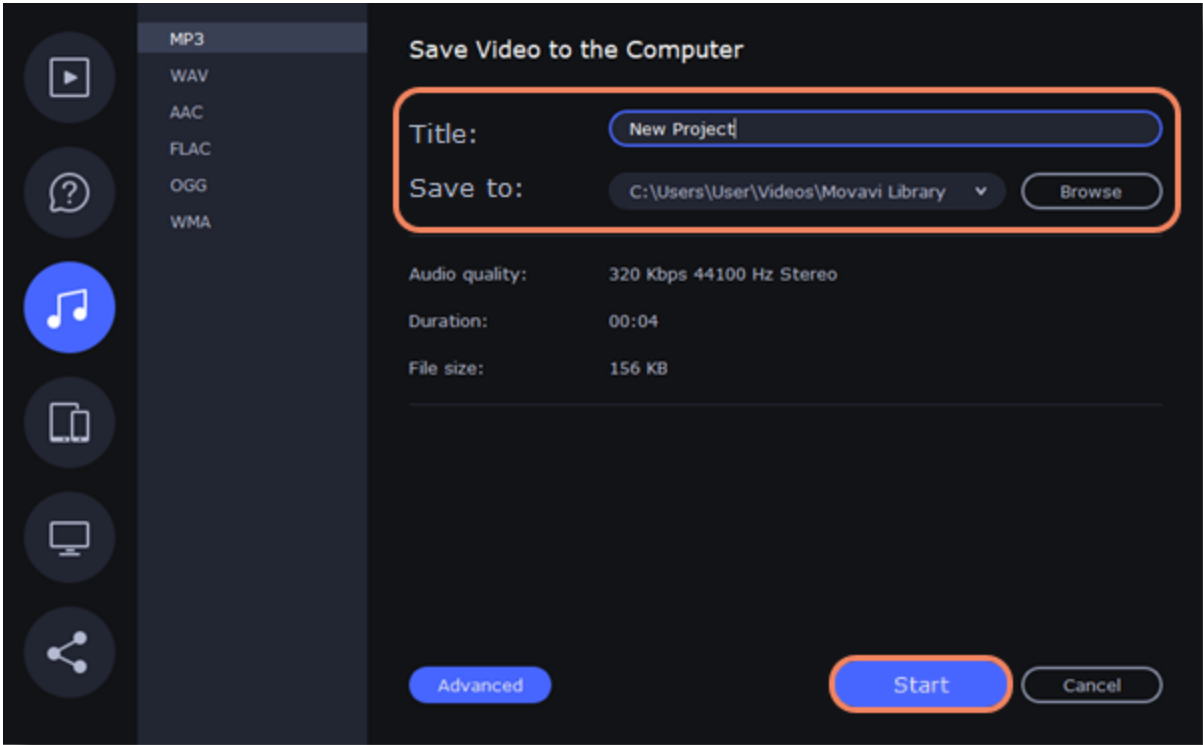 MP3
WAV
AAC
FLAC
OGG
WMA
Save Video to the Computer
Title: New Project
Save to: C:\Users\User\Videos\Movavi Library Browse
Audio quality: 320 Kbps 44100 Hz Stereo
Duration: 00:04
File size: 156 KB
Advanced Start Cancel